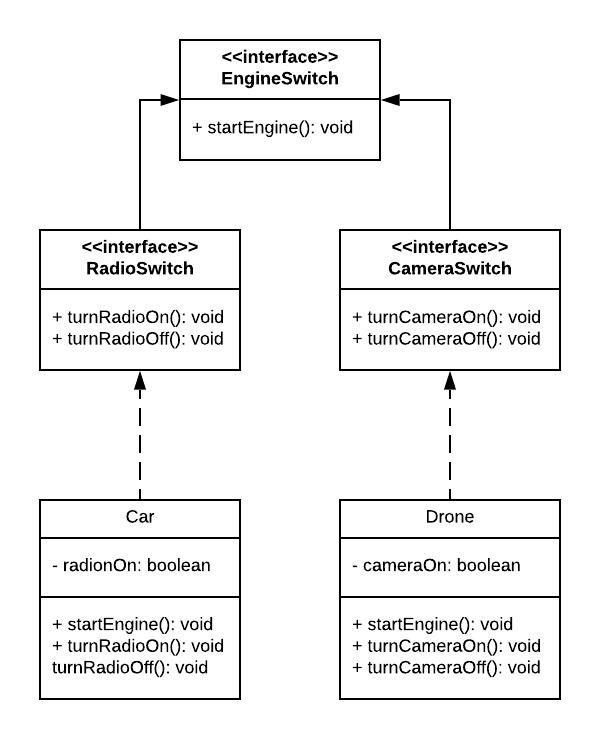 <<interface>>
EngineSwitch
+ startEngine(): void
<<interface>>
RadioSwitch
+ turnRadioOn(): void
+ turnRadioOff(): void
<<interface>>
CameraSwitch
+ turnCameraOn(): void
+ turnCameraOff(): void
Car
- radionOn: boolean
+ startEngine(): void
+ turnRadioOn(): void
turnRadioOff(): void
Drone
- cameraOn: boolean
+ startEngine(): void
+ turnCameraOn(): void
+ turnCameraOff(): void